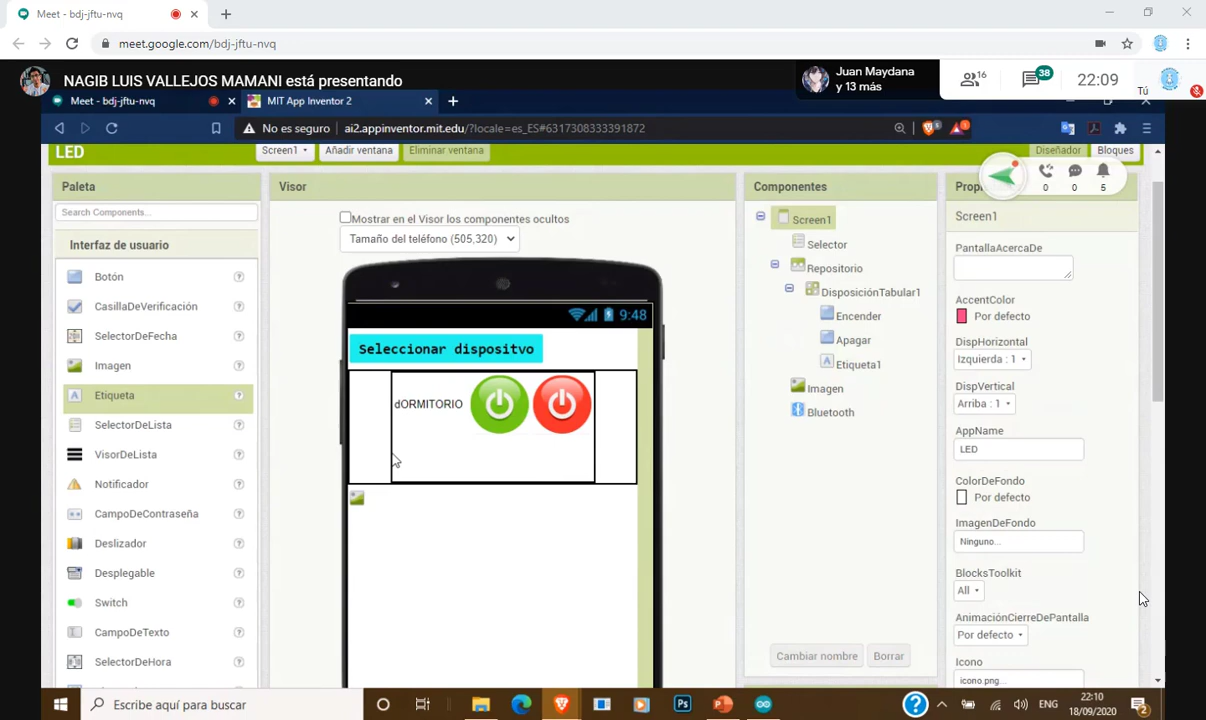 Meet - bdj-jftu-nvq
meet.google.com/bdj-jftu-nvq
NAGIB LUIS VALLEJOS MAMANI está presentando
Juan Maydana
y 13 más
16
38
22:09
Tú
Meet - bdj-jftu-nvq
MIT App Inventor 2
No es seguro
ai2.appinventor.mit.edu/?locale=es_ES#6317308333391872
LED
Screen1
Añadir ventana
Eliminar ventana
Diseñador
Bloques
0
0
5
Paleta
Search Components...
Interfaz de usuario
Botón
CasillaDeVerificación
SelectorDeFecha
Imagen
Etiqueta
SelectorDeLista
VisorDeLista
Notificador
CampoDeContraseña
Deslizador
Desplegable
Switch
CampoDeTexto
SelectorDeHora
Visor
Mostrar en el Visor los componentes ocultos
Tamaño del teléfono (505,320)
9:48
Seleccionar dispositvo
dORMITORIO
Componentes
Screen1
Selector
Repositorio
DisposiciónTabular1
Encender
Apagar
Etiqueta1
Imagen
Bluetooth
Cambiar nombre
Borrar
Prop
Screen1
PantallaAcercaDe
AccentColor
Por defecto
DispHorizontal
Izquierda : 1
DispVertical
Arriba : 1
AppName
LED
ColorDeFondo
Por defecto
ImagenDeFondo
Ninguno...
BlocksToolkit
All
AnimaciónCierreDePantalla
Por defecto
Icono
icono.png...
Escribe aquí para buscar
Ps
ENG
22:10
18/09/2020
2